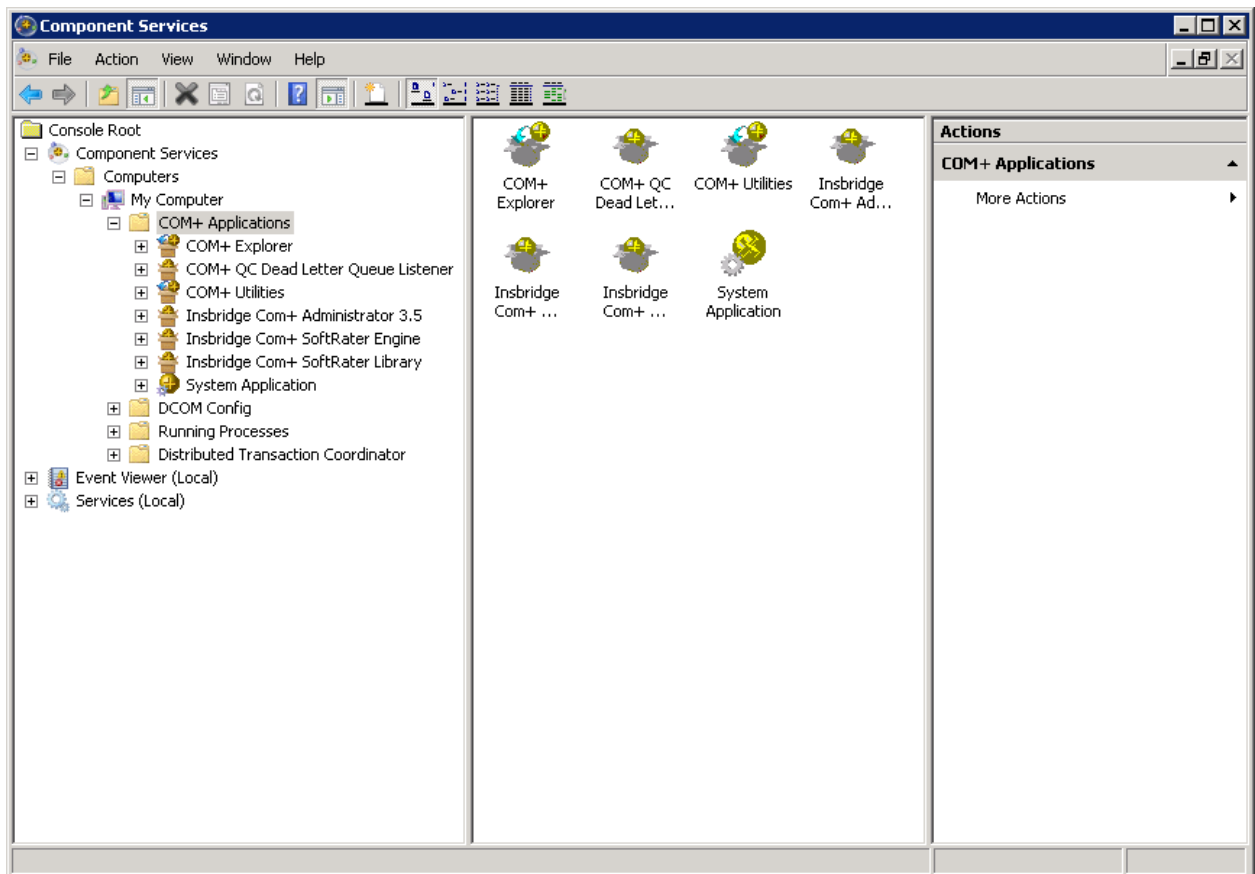 Component Services
File Action View Window Help
Console Root
Component Services
Computers
My Computer
COM+ Applications
COM+ Explorer
COM+ QC Dead Letter Queue Listener
COM+ Utilities
Insbridge Com+ Administrator 3.5
Insbridge Com+ SoftRater Engine
Insbridge Com+ SoftRater Library
System Application
DCOM Config
Running Processes
Distributed Transaction Coordinator
Event Viewer (Local)
Services (Local)
COM+ Explorer
COM+ QC Dead Let...
COM+ Utilities
Insbridge Com+ Ad...
Insbridge Com+ ...
Insbridge Com+ ...
System Application
Actions
COM+ Applications
More Actions